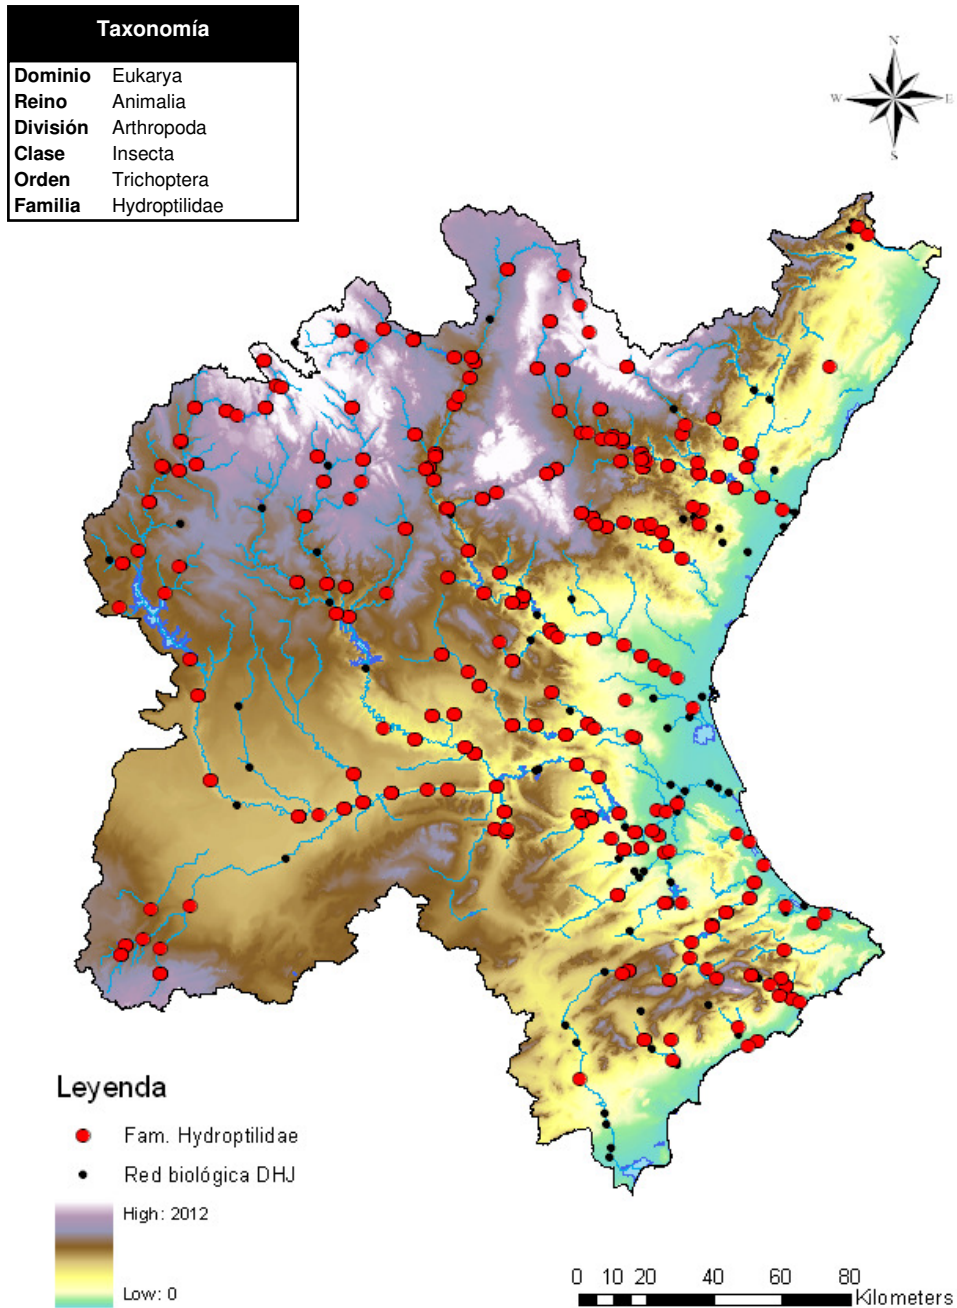 Taxonomía
Dominio Eukarya
Reino Animalia
División Arthropoda
Clase Insecta
Orden Trichoptera
Familia Hydroptilidae
N
W E
S
Leyenda
Fam. Hydroptilidae
Red biológica DHJ
High: 2012
Low: 0
0 10 20 40 60 80
Kilometers